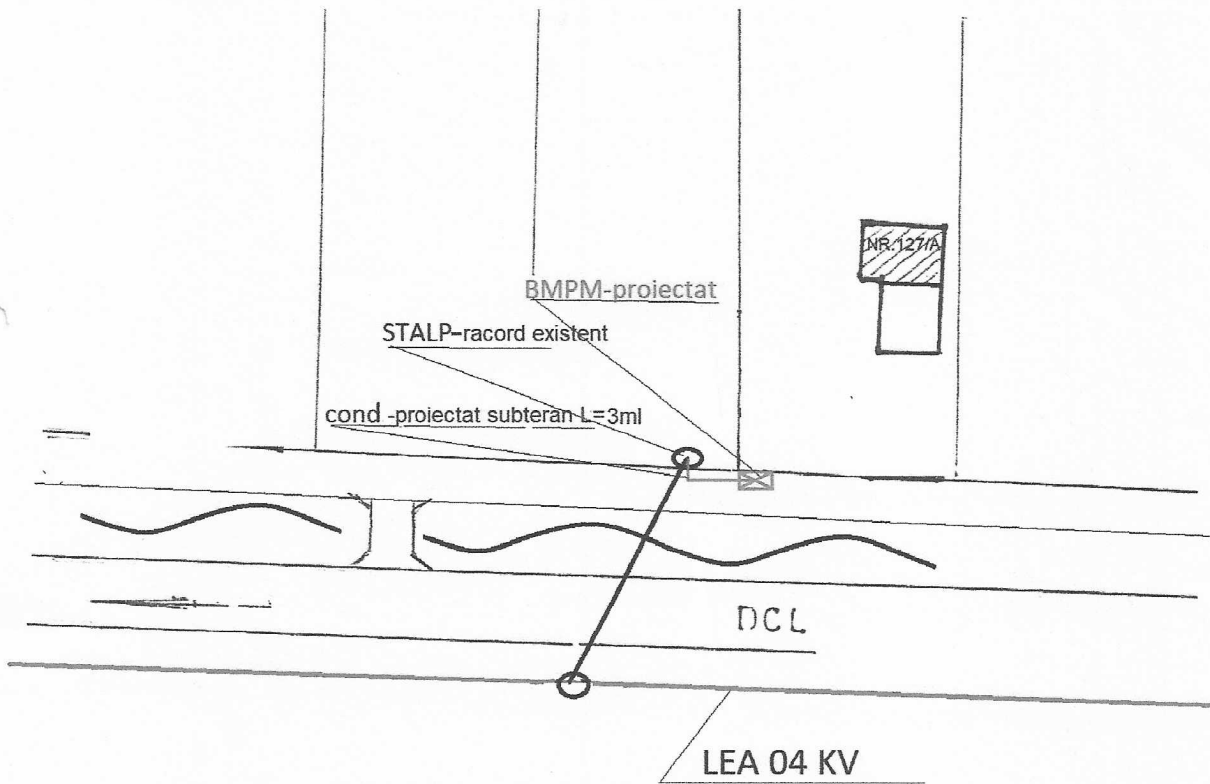 NR.127/A
BMPM-proiectat
STALP-racord existent
cond -proiectat subteran L=3ml
DCL
LEA 04 KV